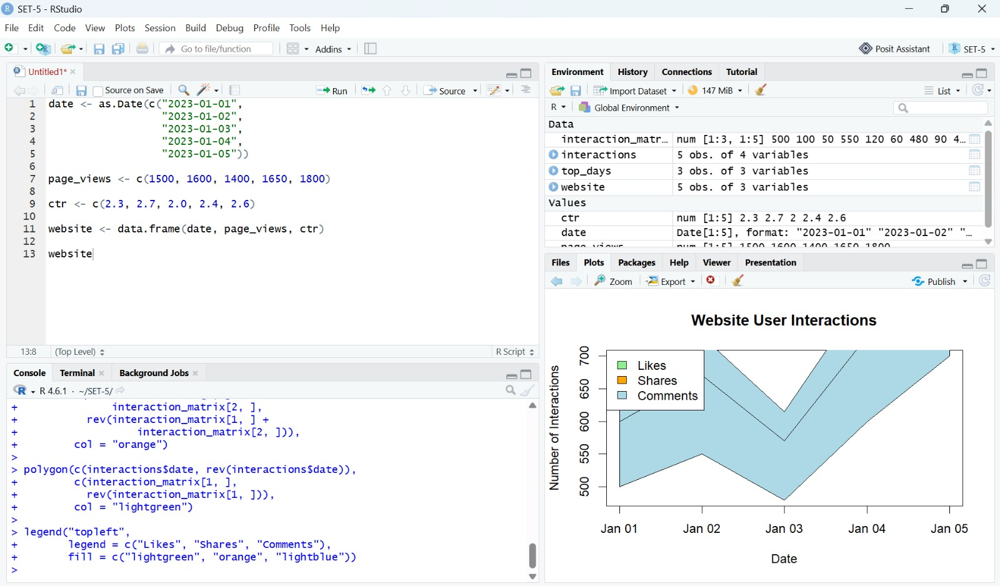 SET-5 - RStudio
File Edit Code View Plots Session Build Debug Profile Tools Help
Go to file/function Addins Posit Assistant SET-5
Untitled1*
Source on Save Run Source
1 date <- as.Date(c("2023-01-01",
2 "2023-01-02",
3 "2023-01-03",
4 "2023-01-04",
5 "2023-01-05"))
6
7 page_views <- c(1500, 1600, 1400, 1650, 1800)
8
9 ctr <- c(2.3, 2.7, 2.0, 2.4, 2.6)
10
11 website <- data.frame(date, page_views, ctr)
12
13 website
13:8 (Top Level) R Script
Console Terminal Background Jobs
R 4.6.1 · ~/SET-5/
+ interaction_matrix[2, ],
+ rev(interaction_matrix[1, ] +
+ interaction_matrix[2, ])),
+ col = "orange")
>
> polygon(c(interactions$date, rev(interactions$date)),
+ c(interaction_matrix[1, ],
+ rev(interaction_matrix[1, ])),
+ col = "lightgreen")
>
> legend("topleft",
+ legend = c("Likes", "Shares", "Comments"),
+ fill = c("lightgreen", "orange", "lightblue"))
>
Environment History Connections Tutorial
Import Dataset 147 MiB List
R Global Environment
Data
interaction_matr… num [1:3, 1:5] 500 100 50 550 120 60 480 90 4…
interactions 5 obs. of 4 variables
top_days 3 obs. of 3 variables
website 5 obs. of 3 variables
Values
ctr num [1:5] 2.3 2.7 2 2.4 2.6
date Date[1:5], format: "2023-01-01" "2023-01-02" "…
page_views num [1:5] 1500 1600 1400 1650 1800
Files Plots Packages Help Viewer Presentation
Zoom Export Publish
Website User Interactions
Number of Interactions
700
650
600
550
500
Likes
Shares
Comments
Jan 01 Jan 02 Jan 03 Jan 04 Jan 05
Date